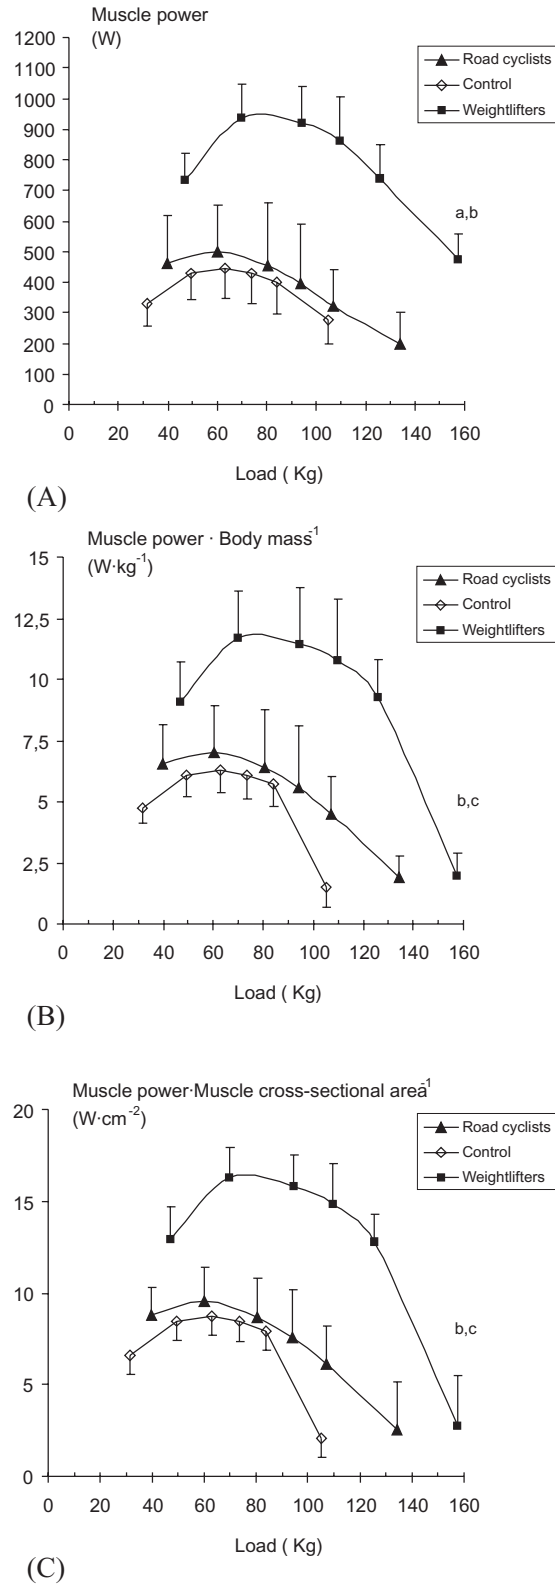 Muscle power
(W)
1200
1100
1000
900
800
700
600
500
400
300
200
100
0
0 20 40 60 80 100 120 140 160
Load ( Kg)
Road cyclists
Control
Weightlifters
a,b
(A)
Muscle power · Body mass-1
(W·kg-1)
15
12,5
10
7,5
5
2,5
0
0 20 40 60 80 100 120 140 160
Load ( Kg)
Road cyclists
Control
Weightlifters
b,c
(B)
Muscle power·Muscle cross-sectional area-1
(W·cm-2)
20
15
10
5
0
0 20 40 60 80 100 120 140 160
Load ( Kg)
Road cyclists
Control
Weightlifters
b,c
(C)